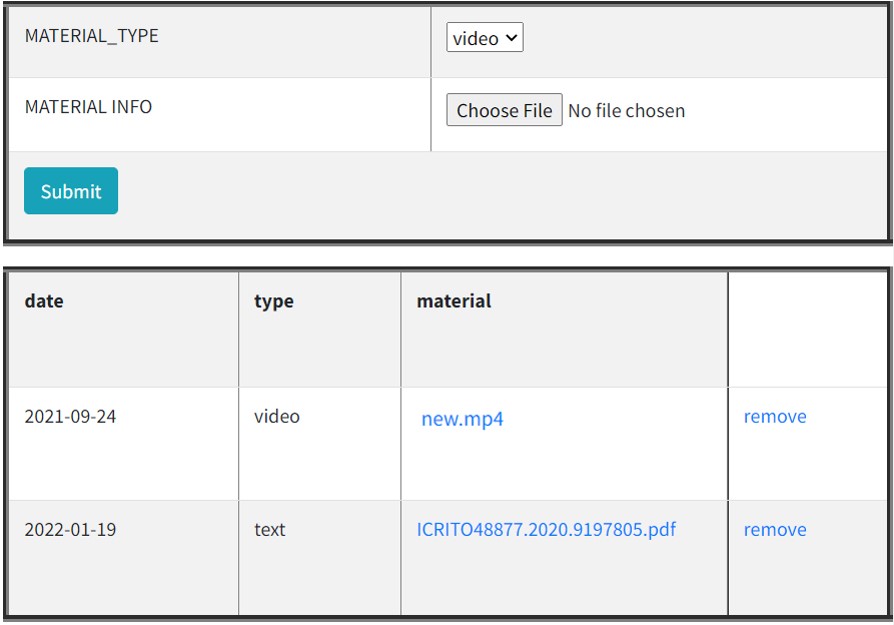 MATERIAL_TYPE video
MATERIAL INFO Choose File No file chosen
Submit
date type material
2021-09-24 video new.mp4 remove
2022-01-19 text ICRITO48877.2020.9197805.pdf remove